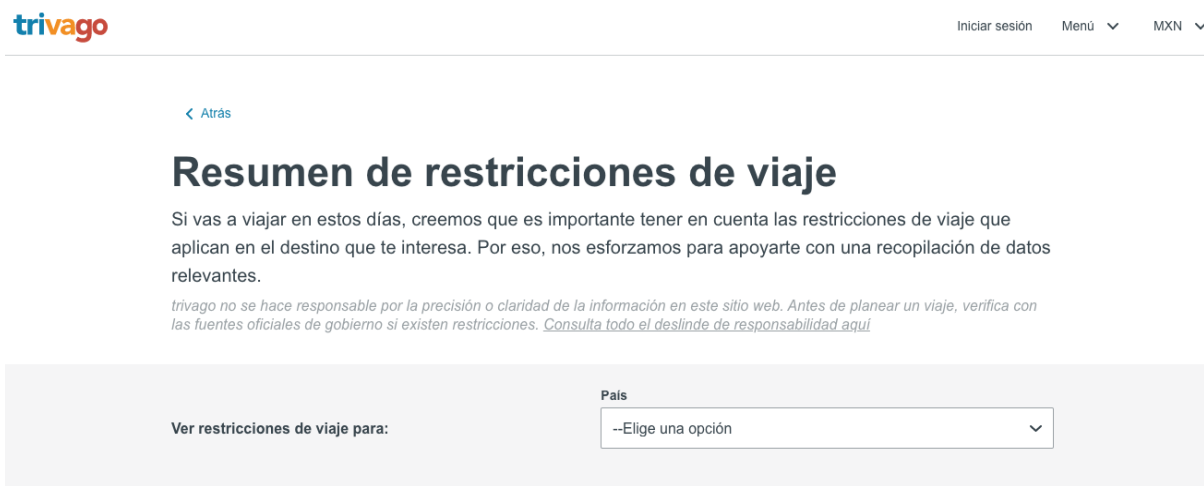 trivago
Iniciar sesión
Menú
MXN
Atrás
Resumen de restricciones de viaje
Si vas a viajar en estos días, creemos que es importante tener en cuenta las restricciones de viaje que
aplican en el destino que te interesa. Por eso, nos esforzamos para apoyarte con una recopilación de datos
relevantes.
trivago no se hace responsable por la precisión o claridad de la información en este sitio web. Antes de planear un viaje, verifica con
las fuentes oficiales de gobierno si existen restricciones. Consulta todo el deslinde de responsabilidad aquí
País
Ver restricciones de viaje para:
--Elige una opción